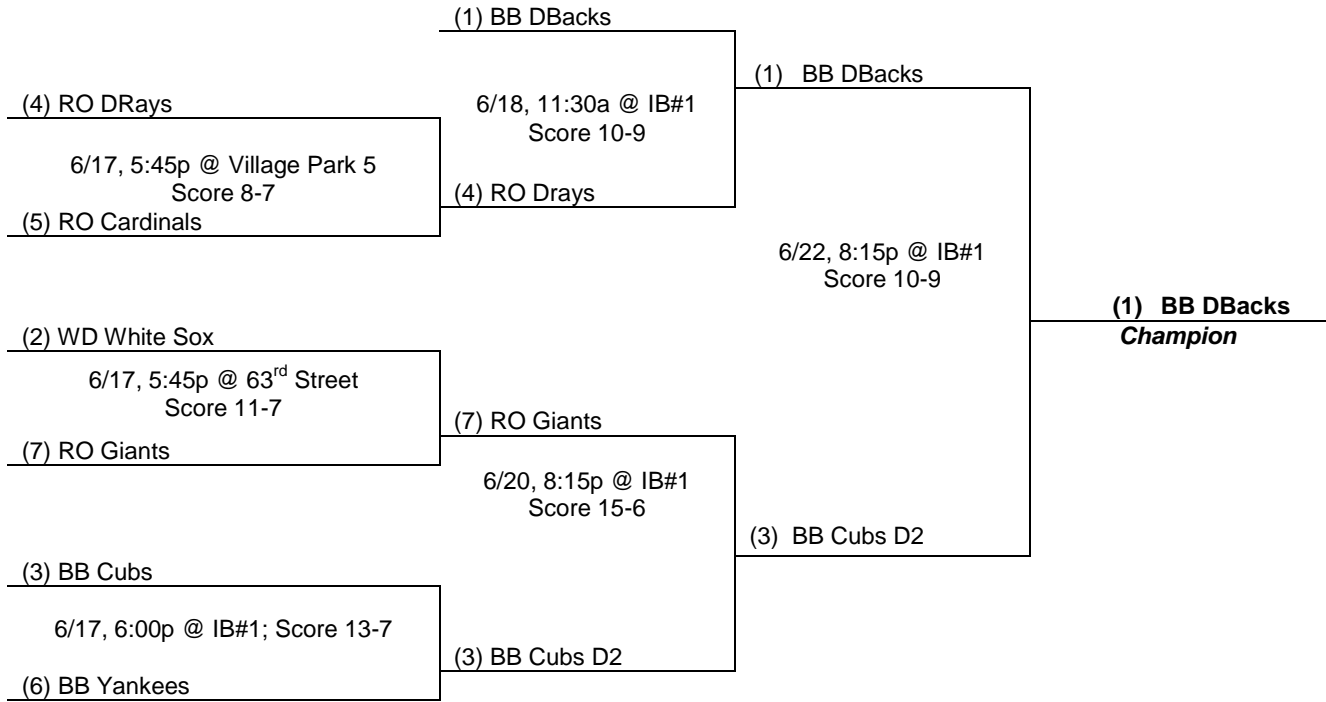 (1) BB DBacks
(1) BB DBacks
(4) RO DRays
6/18, 11:30a @ IB#1
Score 10-9
6/17, 5:45p @ Village Park 5
Score 8-7
(4) RO Drays
(5) RO Cardinals
6/22, 8:15p @ IB#1
Score 10-9
(1) BB DBacks
Champion
(2) WD White Sox
6/17, 5:45p @ 63rd Street
Score 11-7
(7) RO Giants
(7) RO Giants
6/20, 8:15p @ IB#1
Score 15-6
(3) BB Cubs D2
(3) BB Cubs
6/17, 6:00p @ IB#1; Score 13-7
(3) BB Cubs D2
(6) BB Yankees